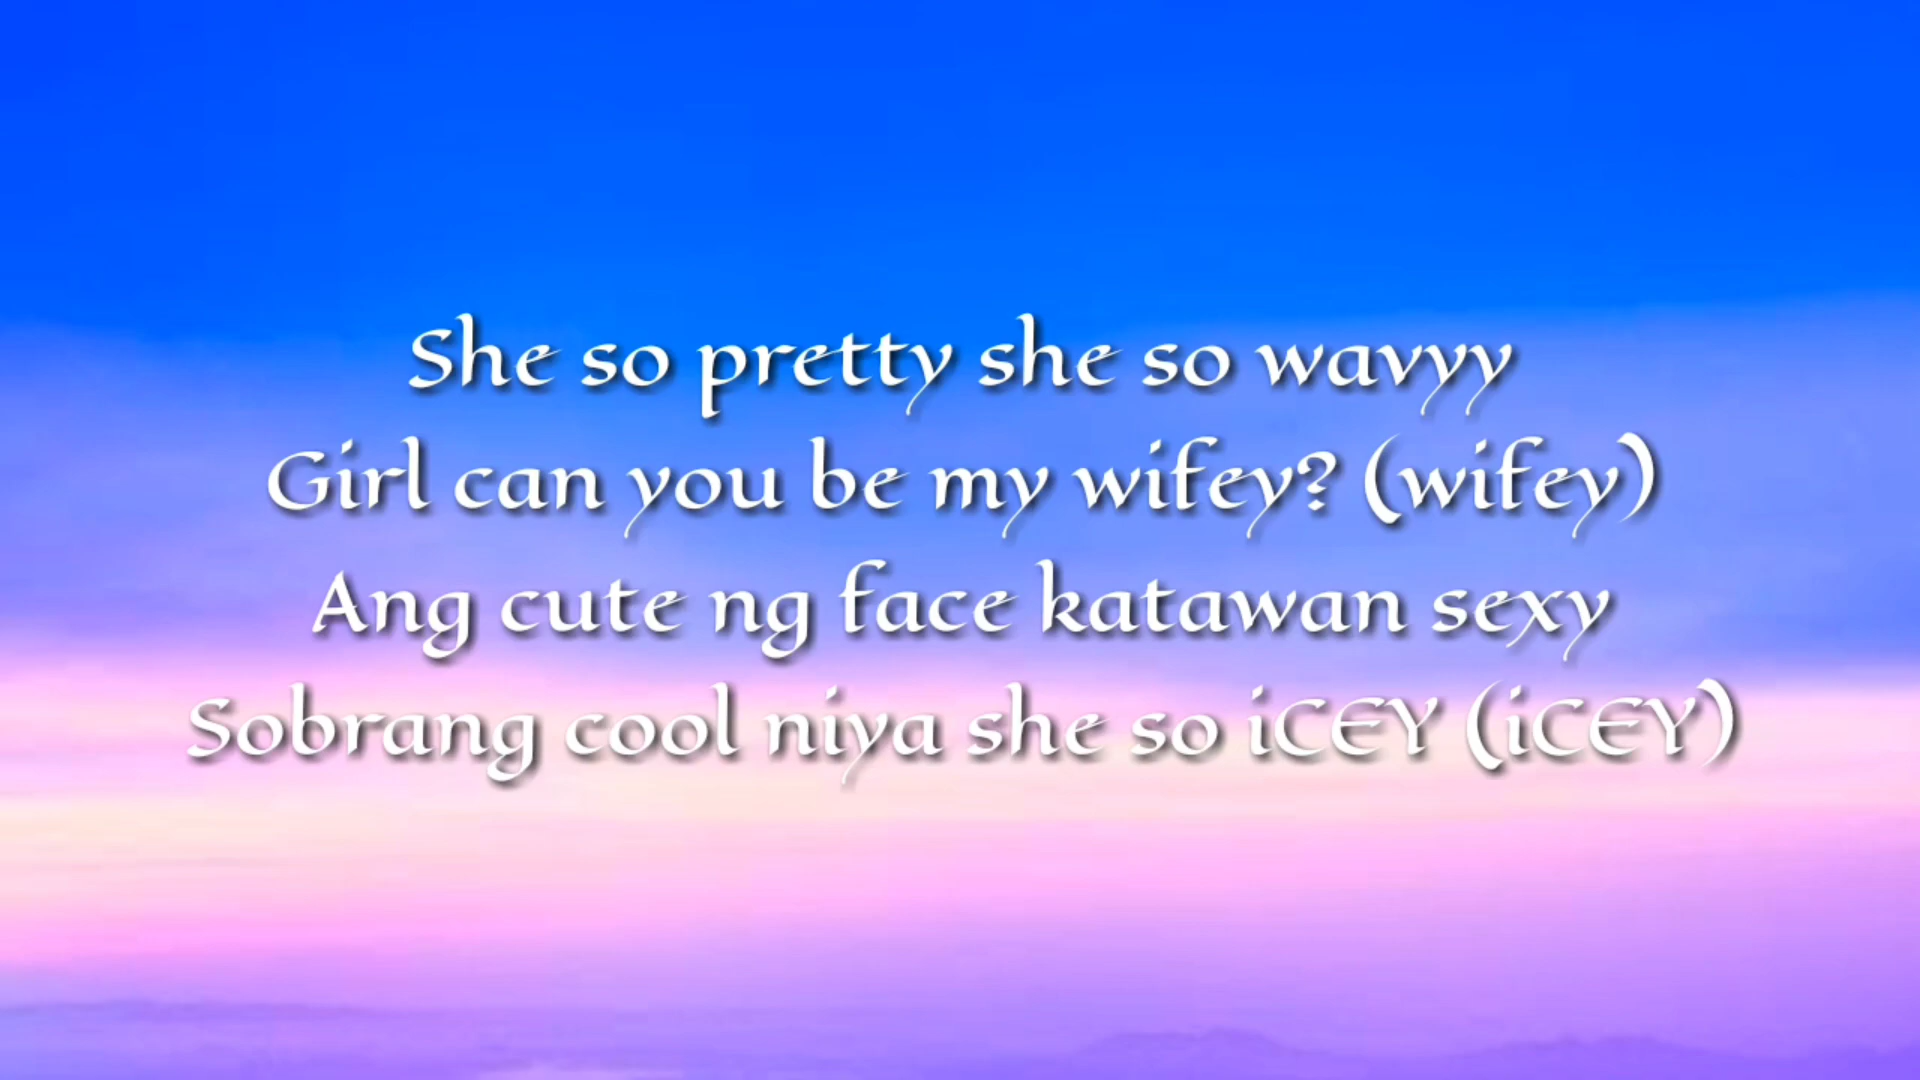 She so pretty she so wavyy
Girl can you be my wifey? (wifey)
Ang cute ng face katawan sexy
Sobrang cool niya she so iCEY (iCEY)